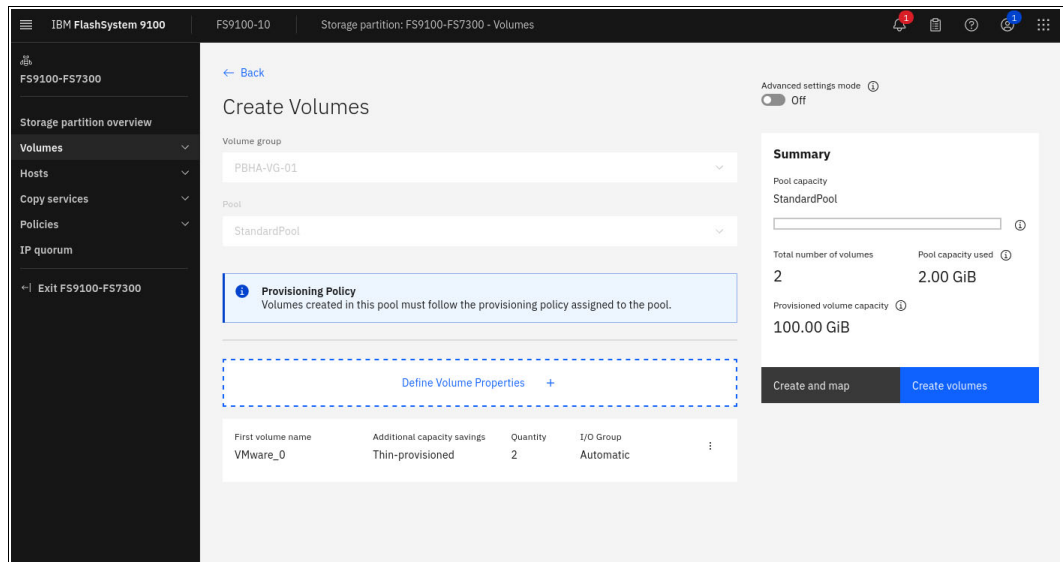 IBM FlashSystem 9100
FS9100-10
Storage partition: FS9100-FS7300 - Volumes
1
1
FS9100-FS7300
Storage partition overview
Volumes
Hosts
Copy services
Policies
IP quorum
Exit FS9100-FS7300
← Back
Create Volumes
Volume group
PBHA-VG-01
Pool
StandardPool
Provisioning Policy
Volumes created in this pool must follow the provisioning policy assigned to the pool.
Define Volume Properties +
First volume name Additional capacity savings Quantity I/O Group
VMware_0 Thin-provisioned 2 Automatic
Advanced settings mode
Off
Summary
Pool capacity
StandardPool
Total number of volumes Pool capacity used
2 2.00 GiB
Provisioned volume capacity
100.00 GiB
Create and map Create volumes